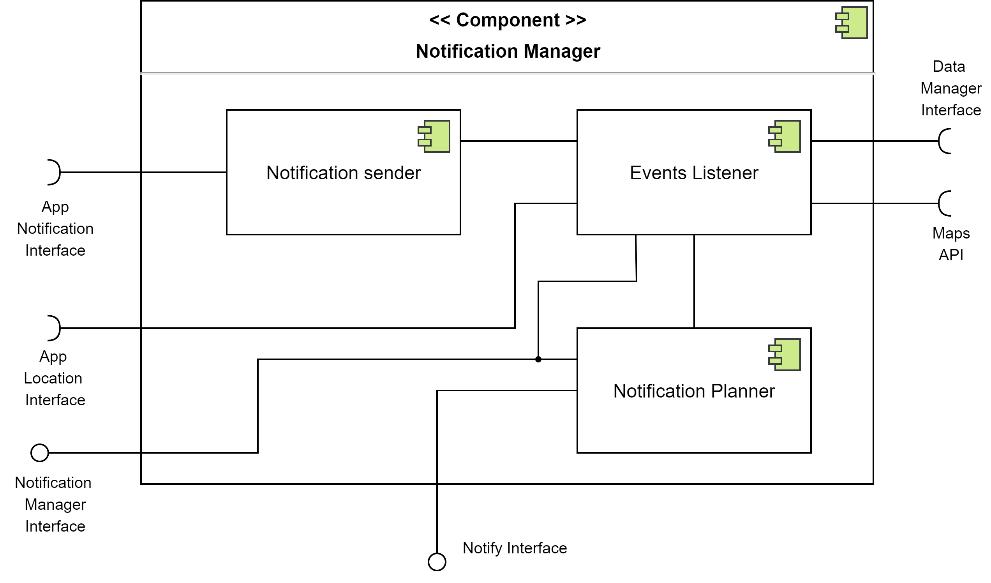 << Component >>
Notification Manager
Data
Manager
Interface
Notification sender
Events Listener
App
Notification
Interface
Maps
API
App
Location
Interface
Notification Planner
Notification
Manager
Interface
Notify Interface